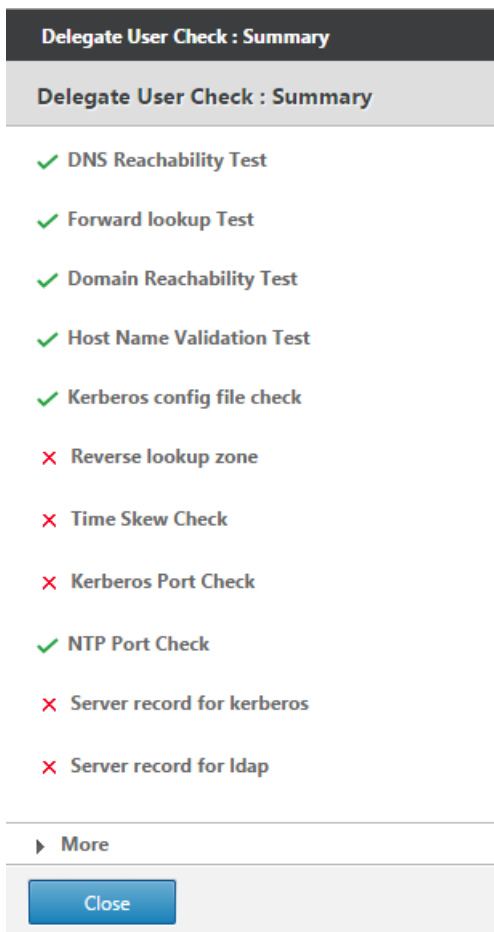 Delegate User Check : Summary
Delegate User Check : Summary
DNS Reachability Test
Forward lookup Test
Domain Reachability Test
Host Name Validation Test
Kerberos config file check
Reverse lookup zone
Time Skew Check
Kerberos Port Check
NTP Port Check
Server record for kerberos
Server record for ldap
More
Close